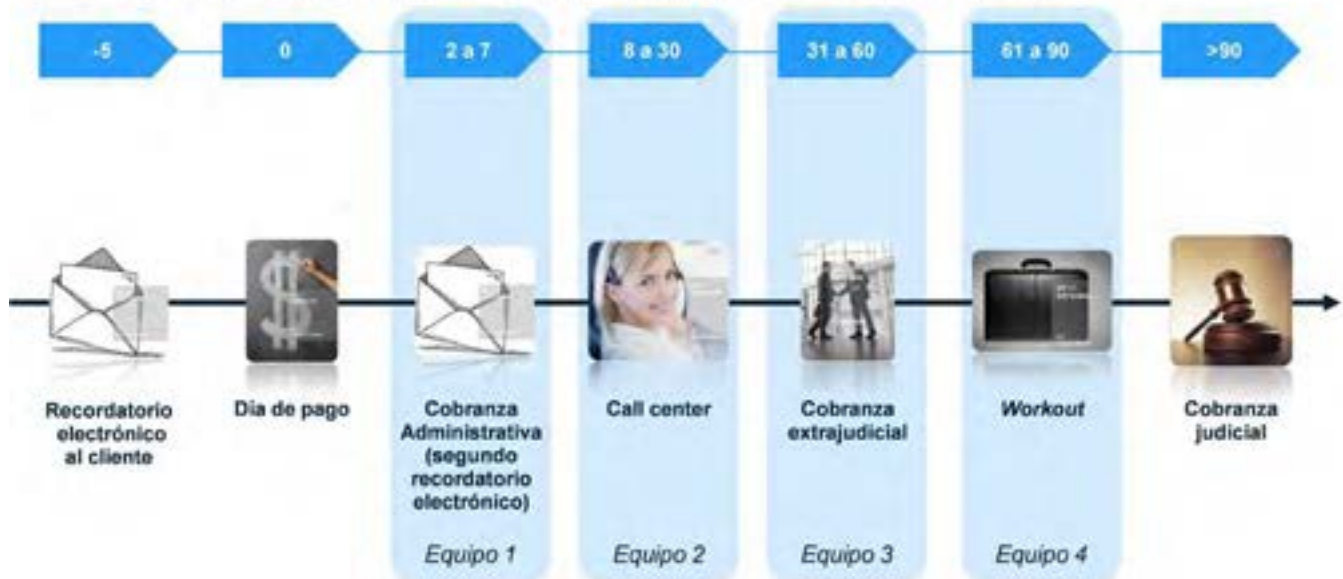 -5
0
2 a 7
8 a 30
31 a 60
61 a 90
>90
Recordatorio
electrónico
al cliente
Día de pago
Cobranza
Administrativa
(segundo
recordatorio
electrónico)
Call center
Cobranza
extrajudicial
Workout
Cobranza
judicial
Equipo 1
Equipo 2
Equipo 3
Equipo 4